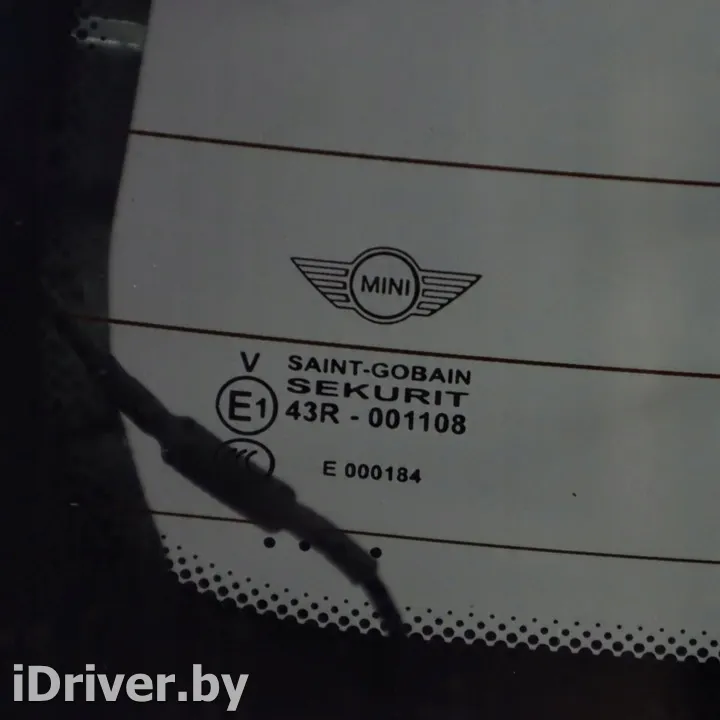 MINI
V SAINT-GOBAIN
SEKURIT
E1 43R - 001108
E 000184
iDriver.by